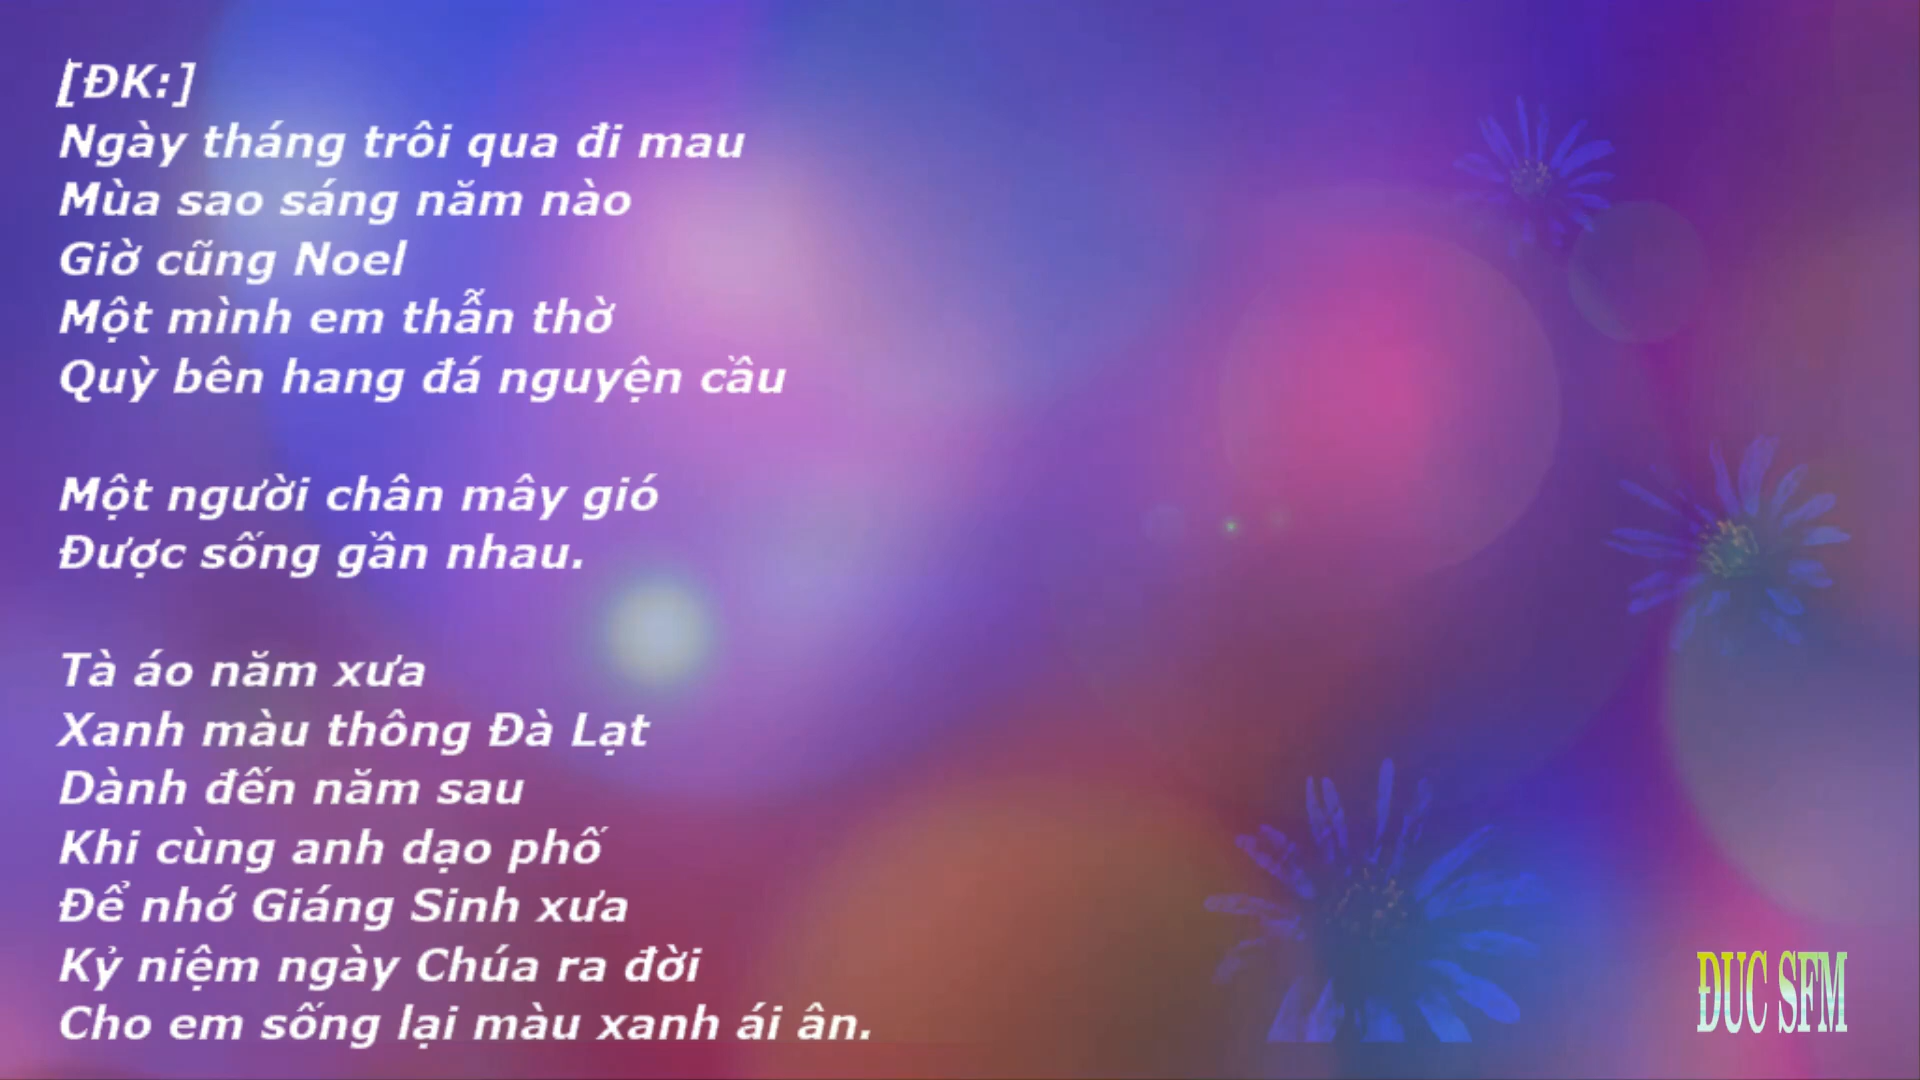 [ĐK:]
Ngày tháng trôi qua đi mau
Mùa sao sáng năm nào
Giờ cũng Noel
Một mình em thẫn thờ
Quỳ bên hang đá nguyện cầu
Một người chân mây gió
Được sống gần nhau.
Tà áo năm xưa
Xanh màu thông Đà Lạt
Dành đến năm sau
Khi cùng anh dạo phố
Để nhớ Giáng Sinh xưa
Kỷ niệm ngày Chúa ra đời
Cho em sống lại màu xanh ái ân.
ĐUC SFM